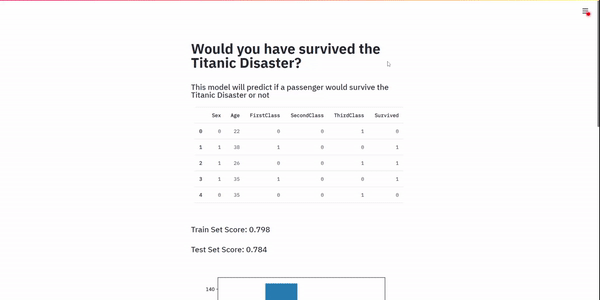 Would you have survived the
Titanic Disaster?
This model will predict if a passenger would survive the
Titanic Disaster or not
Sex Age FirstClass SecondClass ThirdClass Survived
0 0 22 0 0 1 0
1 1 38 1 0 0 1
2 1 26 0 0 1 1
3 1 35 1 0 0 1
4 0 35 0 0 1 0
Train Set Score: 0.798
Test Set Score: 0.784
140